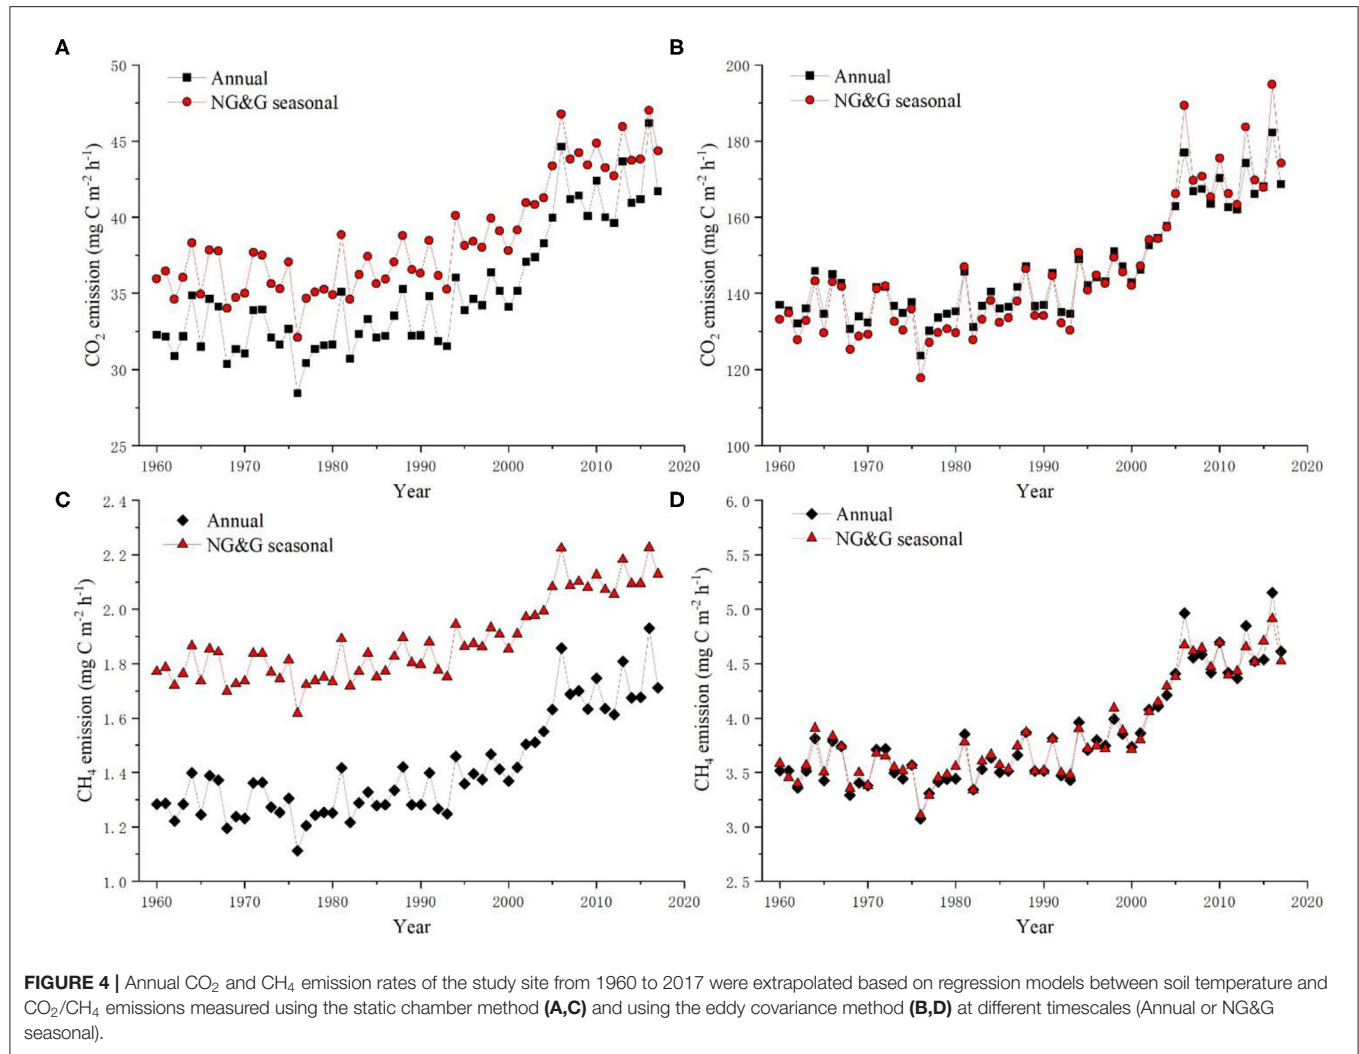 A
50
45
40
35
30
25
CO₂ emission (mg C m⁻² h⁻¹)
Annual
NG&G seasonal
1960 1970 1980 1990 2000 2010 2020
Year
B
200
180
160
140
120
100
CO₂ emission (mg C m⁻² h⁻¹)
Annual
NG&G seasonal
1960 1970 1980 1990 2000 2010 2020
Year
C
2.4
2.2
2.0
1.8
1.6
1.4
1.2
1.0
CH₄ emission (mg C m⁻² h⁻¹)
Annual
NG&G seasonal
1960 1970 1980 1990 2000 2010 2020
Year
D
6.0
5.5
5.0
4.5
4.0
3.5
3.0
2.5
CH₄ emission (mg C m⁻² h⁻¹)
Annual
NG&G seasonal
1960 1970 1980 1990 2000 2010 2020
Year
FIGURE 4 | Annual CO₂ and CH₄ emission rates of the study site from 1960 to 2017 were extrapolated based on regression models between soil temperature and
CO₂/CH₄ emissions measured using the static chamber method (A,C) and using the eddy covariance method (B,D) at different timescales (Annual or NG&G
seasonal).